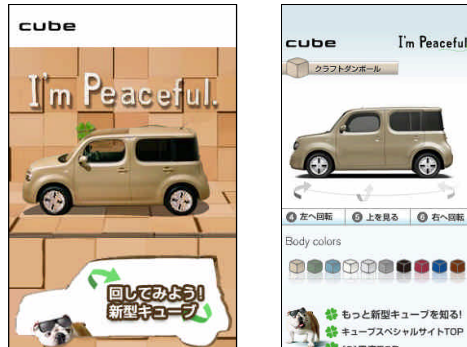 cube
I'm Peaceful.
回してみよう!
新型キューブ
cube
I'm Peaceful
クラフトダンボール
4 左へ回転
5 上を見る
6 右へ回転
Body colors
もっと新型キューブを知る!
キューブスペシャルサイトTOP